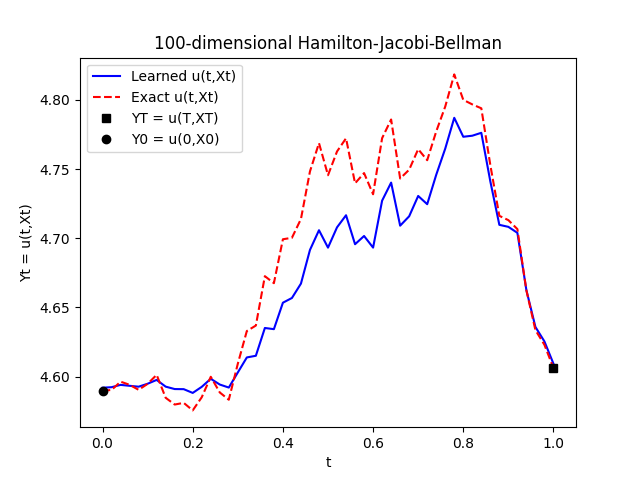 100-dimensional Hamilton-Jacobi-Bellman
Learned u(t,Xt)
Exact u(t,Xt)
YT = u(T,XT)
Y0 = u(0,X0)
Yt = u(t,Xt)
4.80
4.75
4.70
4.65
4.60
0.0 0.2 0.4 0.6 0.8 1.0
t